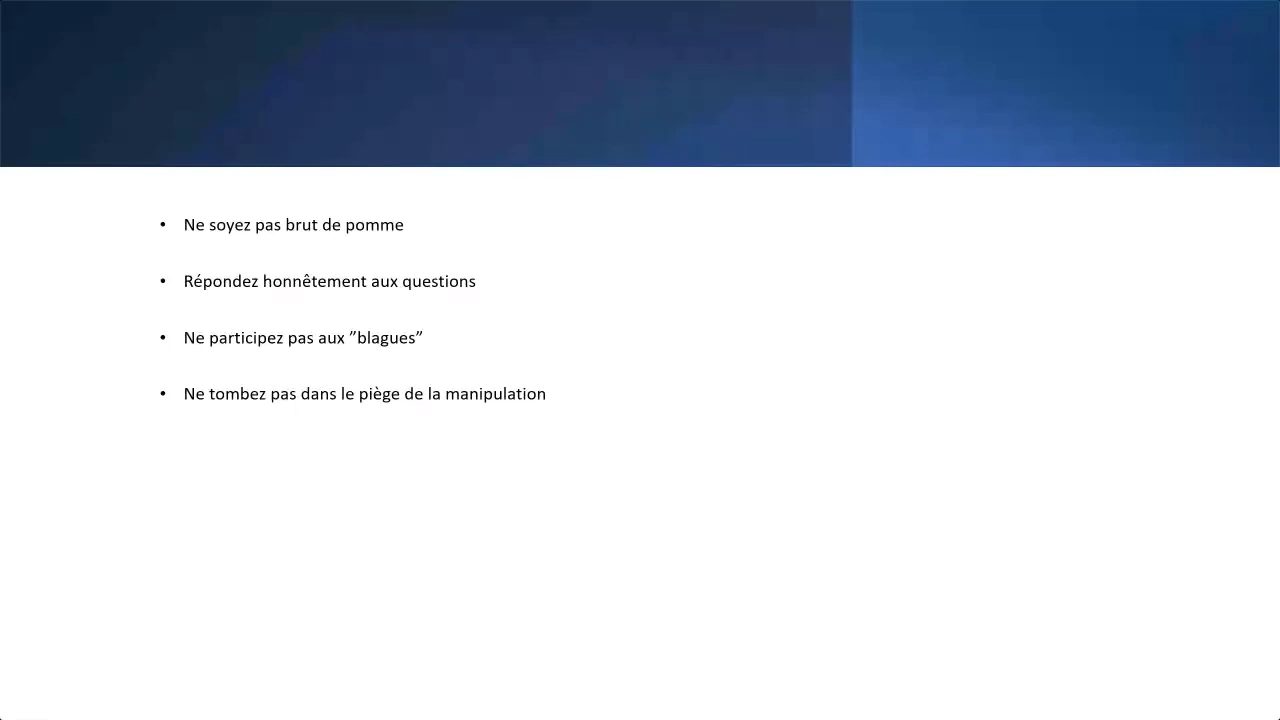 • Ne soyez pas brut de pomme
• Répondez honnêtement aux questions
• Ne participez pas aux ”blagues”
• Ne tombez pas dans le piège de la manipulation